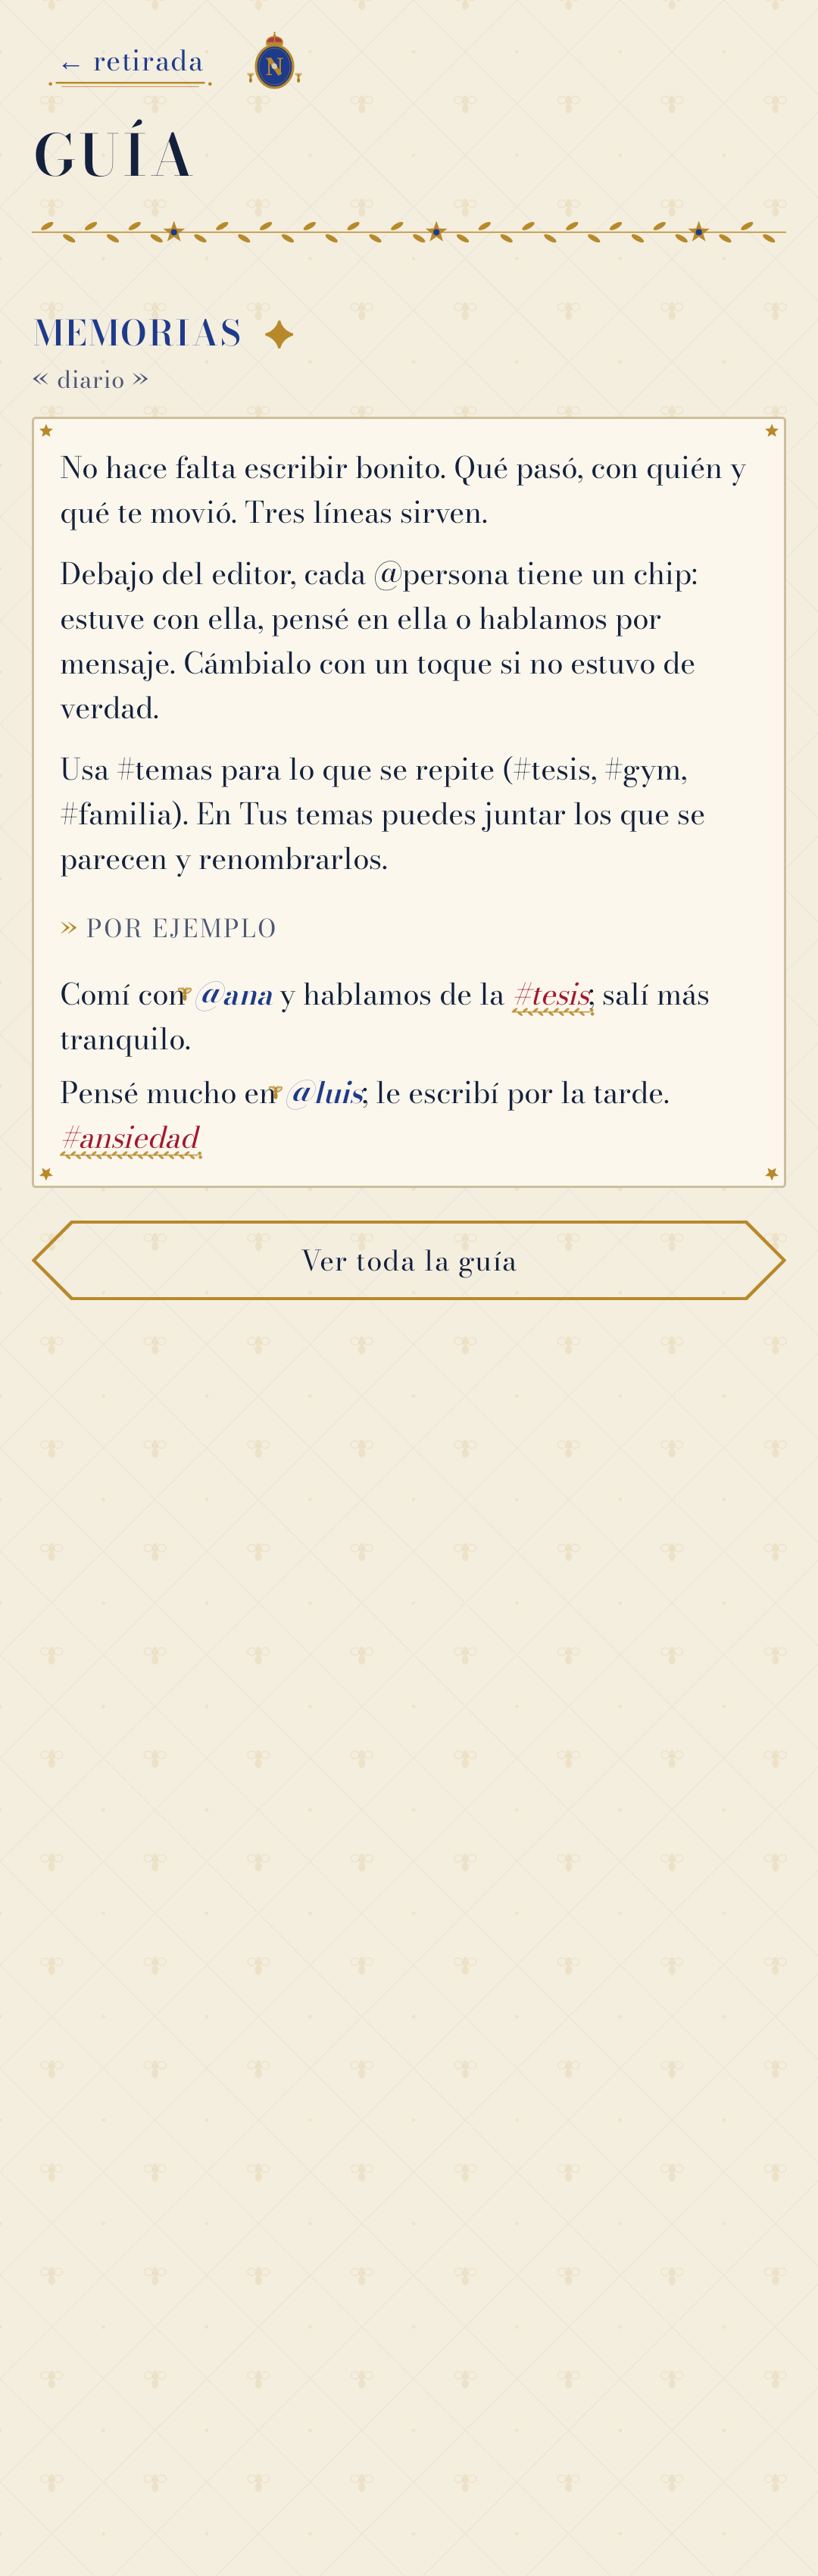 ← retirada
N
GUÍA
MEMORIAS
« diario »
No hace falta escribir bonito. Qué pasó, con quién y
qué te movió. Tres líneas sirven.
Debajo del editor, cada @persona tiene un chip:
estuve con ella, pensé en ella o hablamos por
mensaje. Cámbialo con un toque si no estuvo de
verdad.
Usa #temas para lo que se repite (#tesis, #gym,
#familia). En Tus temas puedes juntar los que se
parecen y renombrarlos.
» POR EJEMPLO
Comí con @ana y hablamos de la #tesis; salí más
tranquilo.
Pensé mucho en @luis; le escribí por la tarde.
#ansiedad
Ver toda la guía